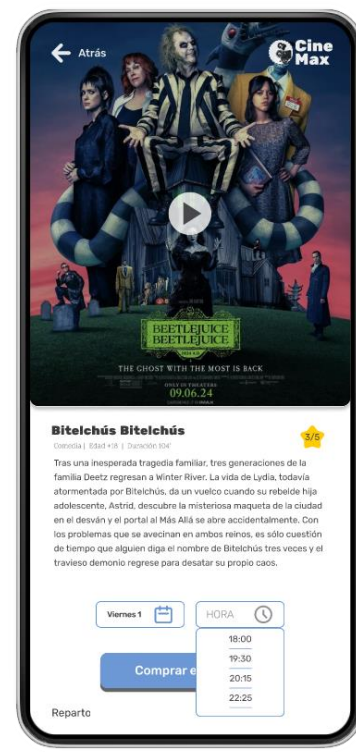 Atrás
Cine
Max
BEETLEJUICE
BEETLEJUICE
THE GHOST WITH THE MOST IS BACK
ONLY IN THEATERS
09.06.24
Bitelchús Bitelchús
3/5
Comedia | Edad +18 | Duración 104'
Tras una inesperada tragedia familiar, tres generaciones de la
familia Deetz regresan a Winter River. La vida de Lydia, todavía
atormentada por Bitelchús, da un vuelco cuando su rebelde hija
adolescente, Astrid, descubre la misteriosa maqueta de la ciudad
en el desván y el portal al Más Allá se abre accidentalmente. Con
los problemas que se avecinan en ambos reinos, es sólo cuestión
de tiempo que alguien diga el nombre de Bitelchús tres veces y el
travieso demonio regrese para desatar su propio caos.
Viernes 1
HORA
18:00
19:30
20:15
22:25
Comprar e
Reparto